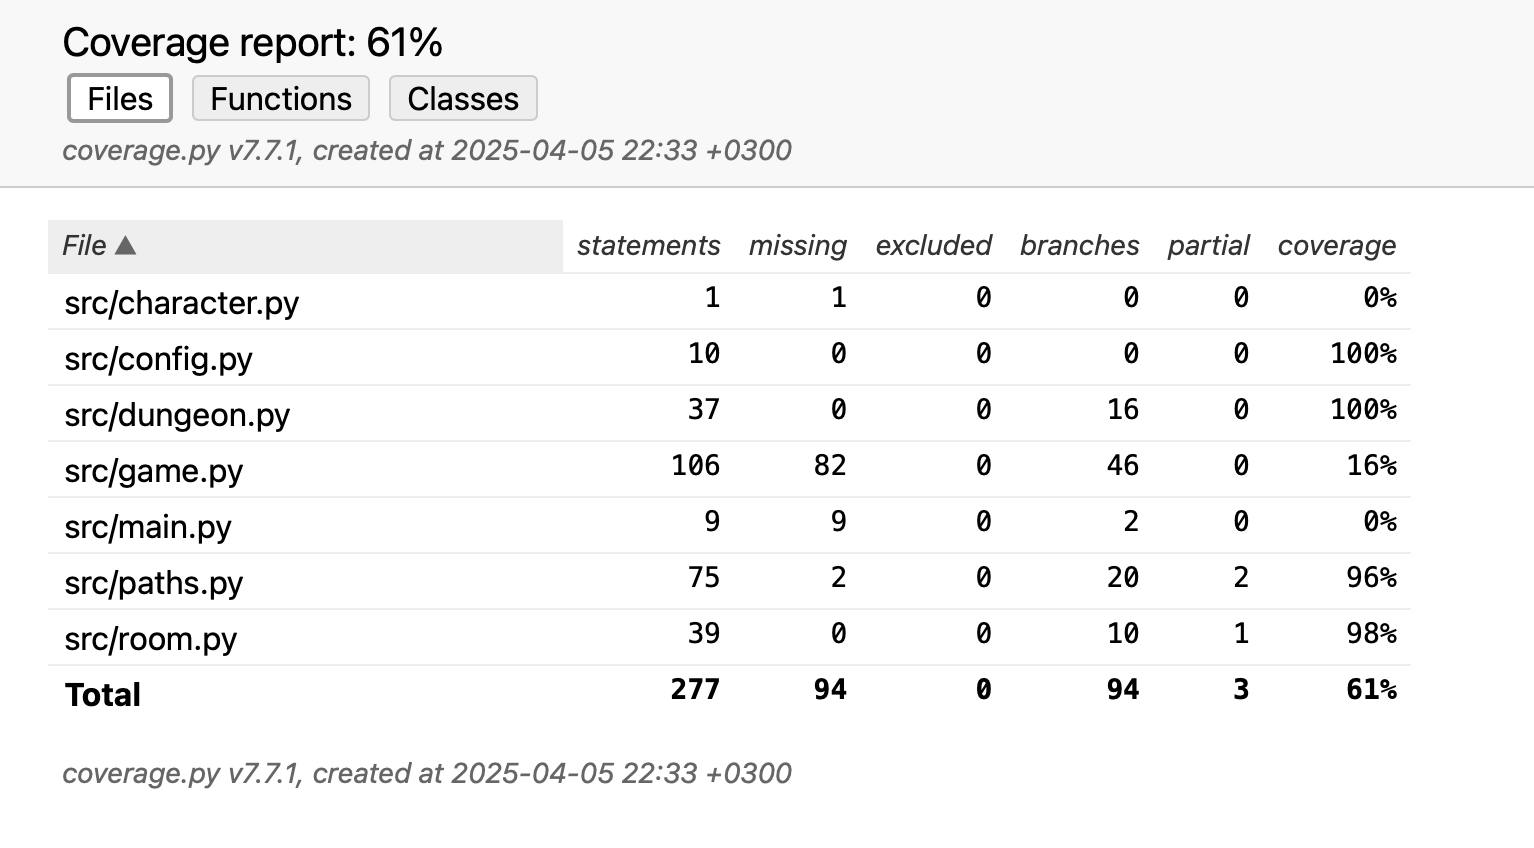 Coverage report: 61%
Files Functions Classes
coverage.py v7.7.1, created at 2025-04-05 22:33 +0300
File ▲ statements missing excluded branches partial coverage
src/character.py 1 1 0 0 0 0%
src/config.py 10 0 0 0 0 100%
src/dungeon.py 37 0 0 16 0 100%
src/game.py 106 82 0 46 0 16%
src/main.py 9 9 0 2 0 0%
src/paths.py 75 2 0 20 2 96%
src/room.py 39 0 0 10 1 98%
Total 277 94 0 94 3 61%
coverage.py v7.7.1, created at 2025-04-05 22:33 +0300